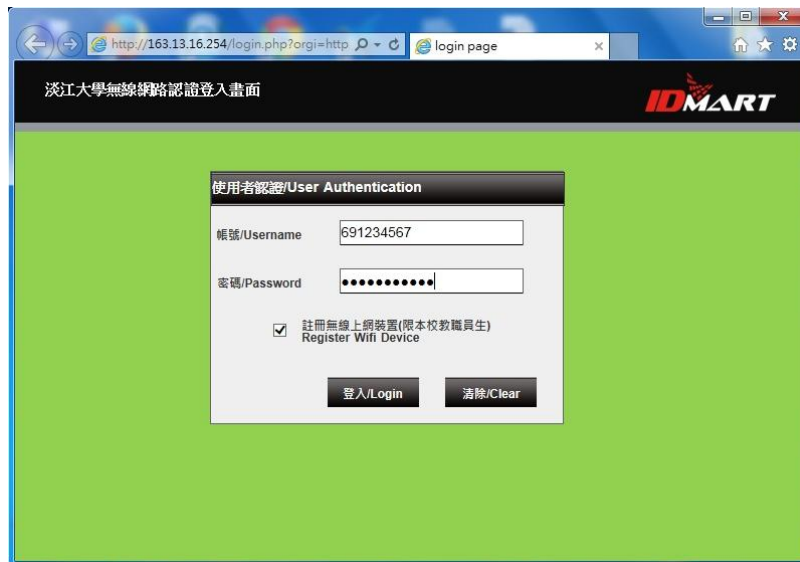 http://163.13.16.254/login.php?orgi=http
login page
淡江大學無線網路認證登入畫面
IDMART
使用者認證/User Authentication
帳號/Username
691234567
密碼/Password
●●●●●●●●●●●
註冊無線上網裝置(限本校教職員生)
Register Wifi Device
登入/Login
清除/Clear